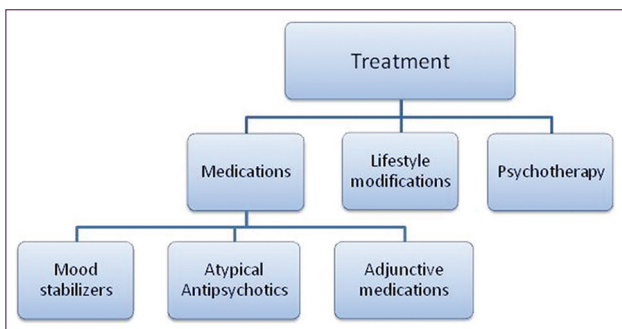 Treatment
Medications
Lifestyle
modifications
Psychotherapy
Mood
stabilizers
Atypical
Antipsychotics
Adjunctive
medications